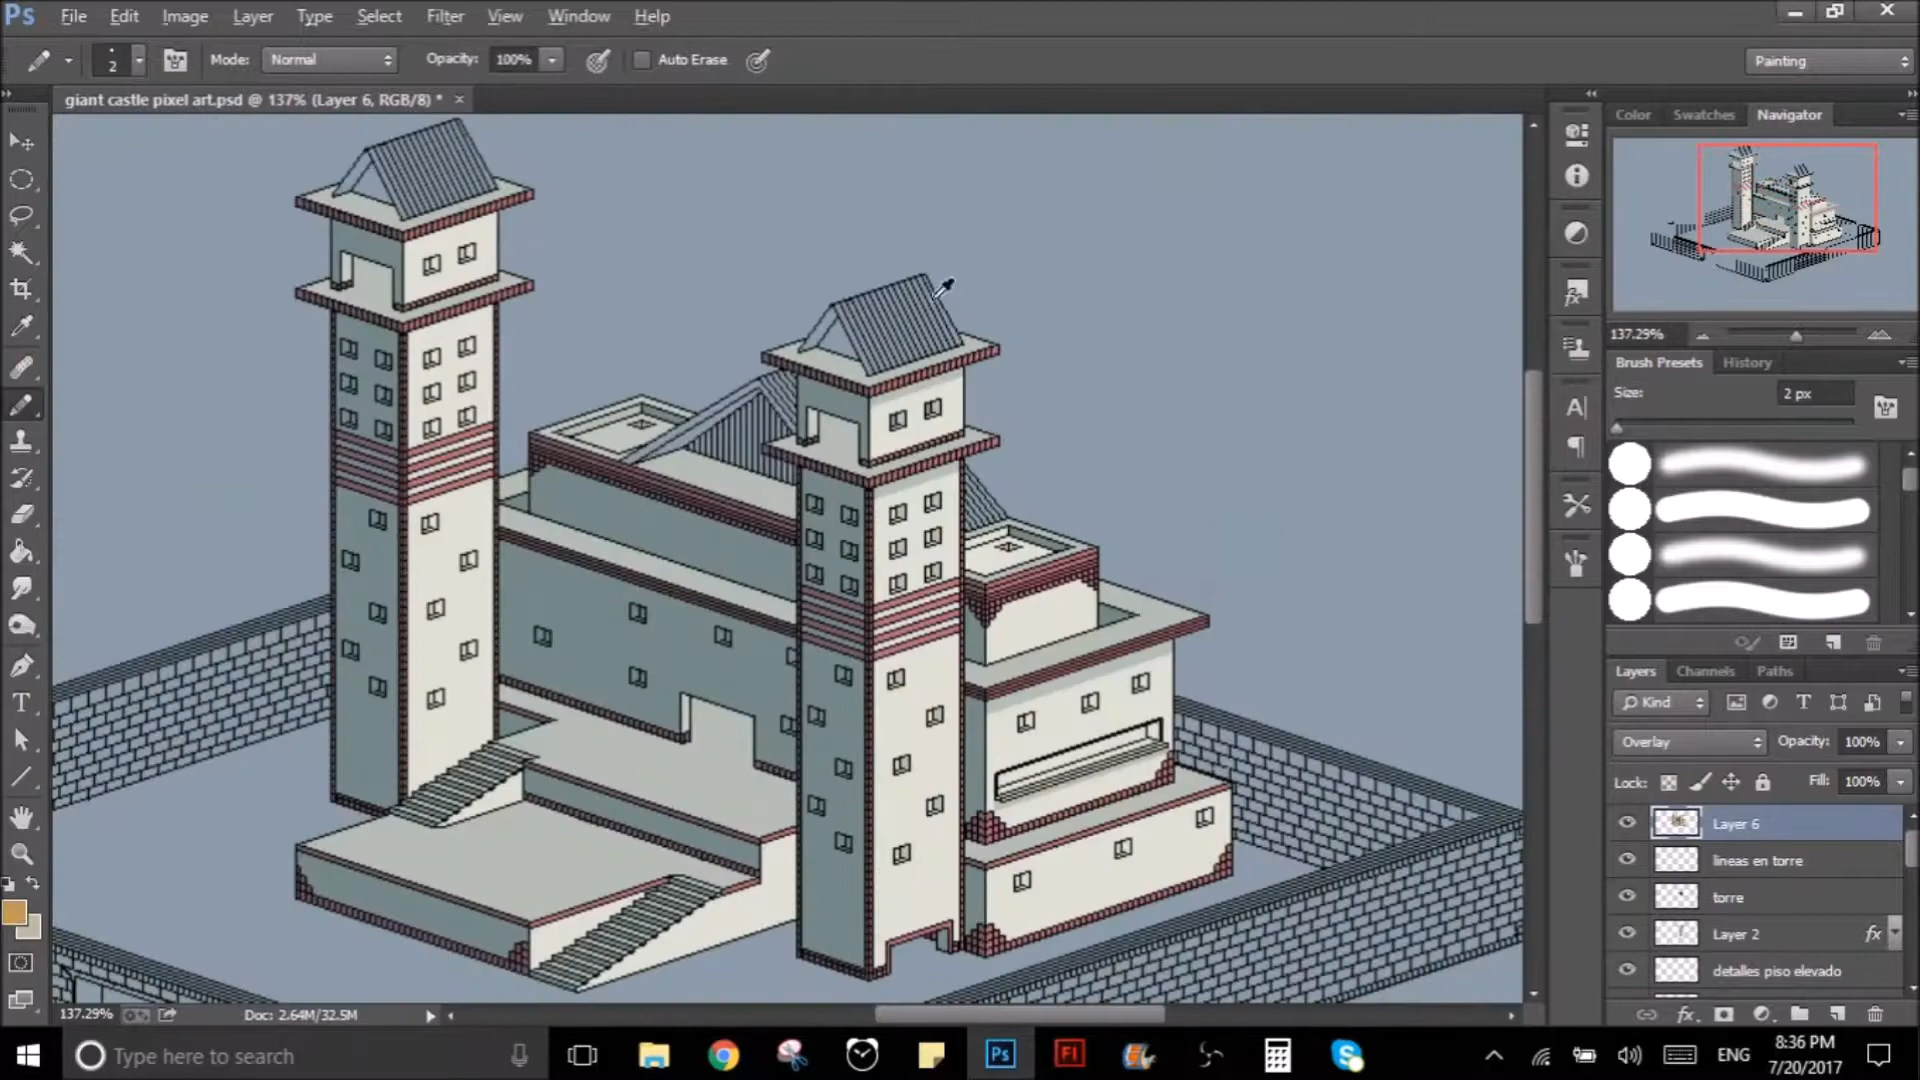 Ps File Edit Image Layer Type Select Filter View Window Help
2 Mode: Normal Opacity: 100% Auto Erase Painting
giant castle pixel art.psd @ 137% (Layer 6, RGB/8) *
Color Swatches Navigator
137.29%
Brush Presets History
Size: 2 px
Layers Channels Paths
Kind
Overlay Opacity: 100%
Lock: Fill: 100%
Layer 6
lineas en torre
torre
Layer 2 fx
detalles piso elevado
137.29% Doc: 2.64M/32.5M
Type here to search
Ps Fl
ENG
8:36 PM
7/20/2017